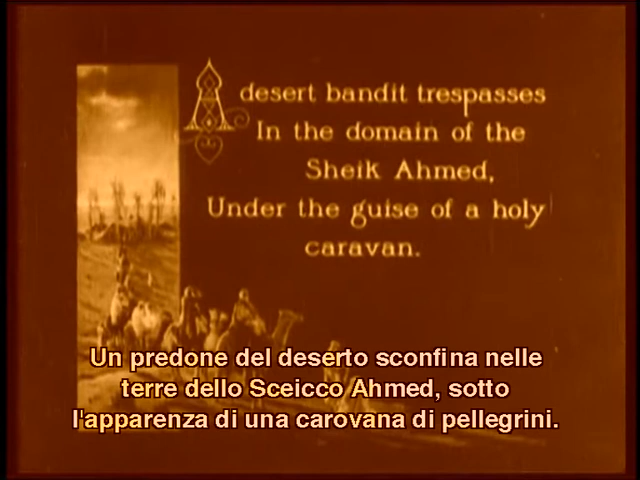 A desert bandit trespasses
In the domain of the
Sheik Ahmed,
Under the guise of a holy
caravan.
Un predone del deserto sconfina nelle
terre dello Sceicco Ahmed, sotto
l'apparenza di una carovana di pellegrini.